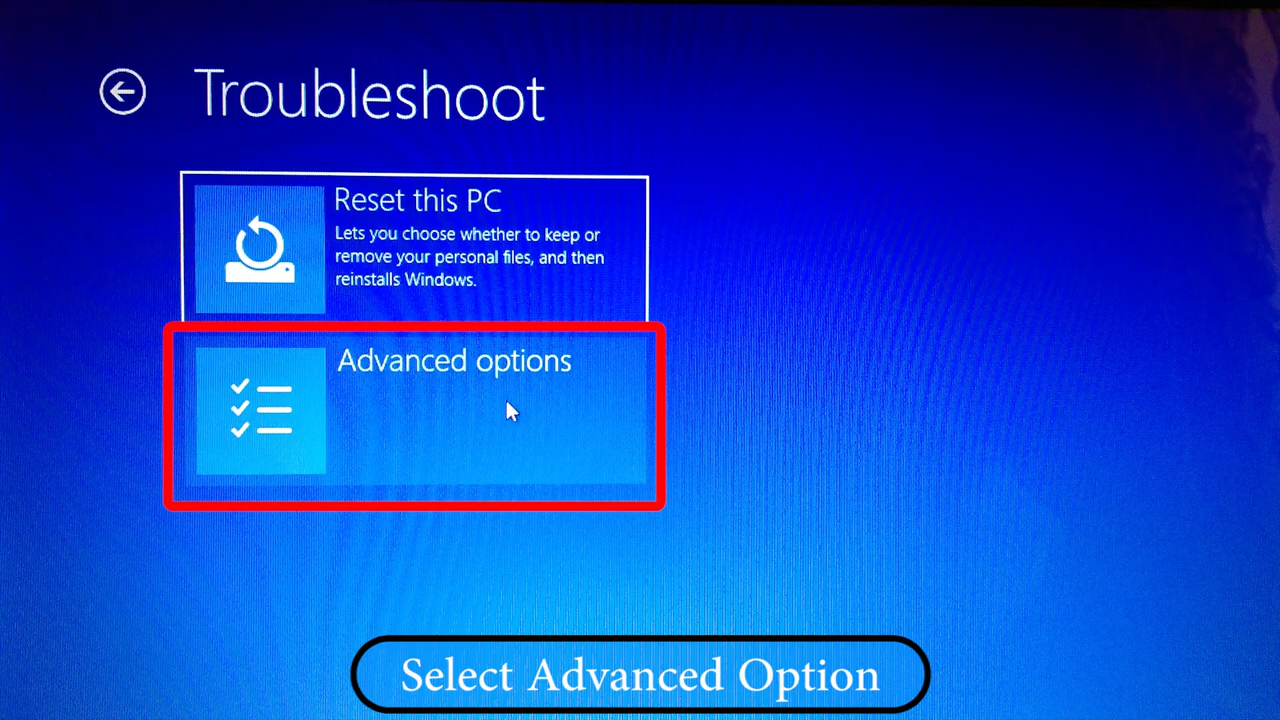 Troubleshoot
Reset this PC
Lets you choose whether to keep or
remove your personal files, and then
reinstalls Windows.
Advanced options
Select Advanced Option